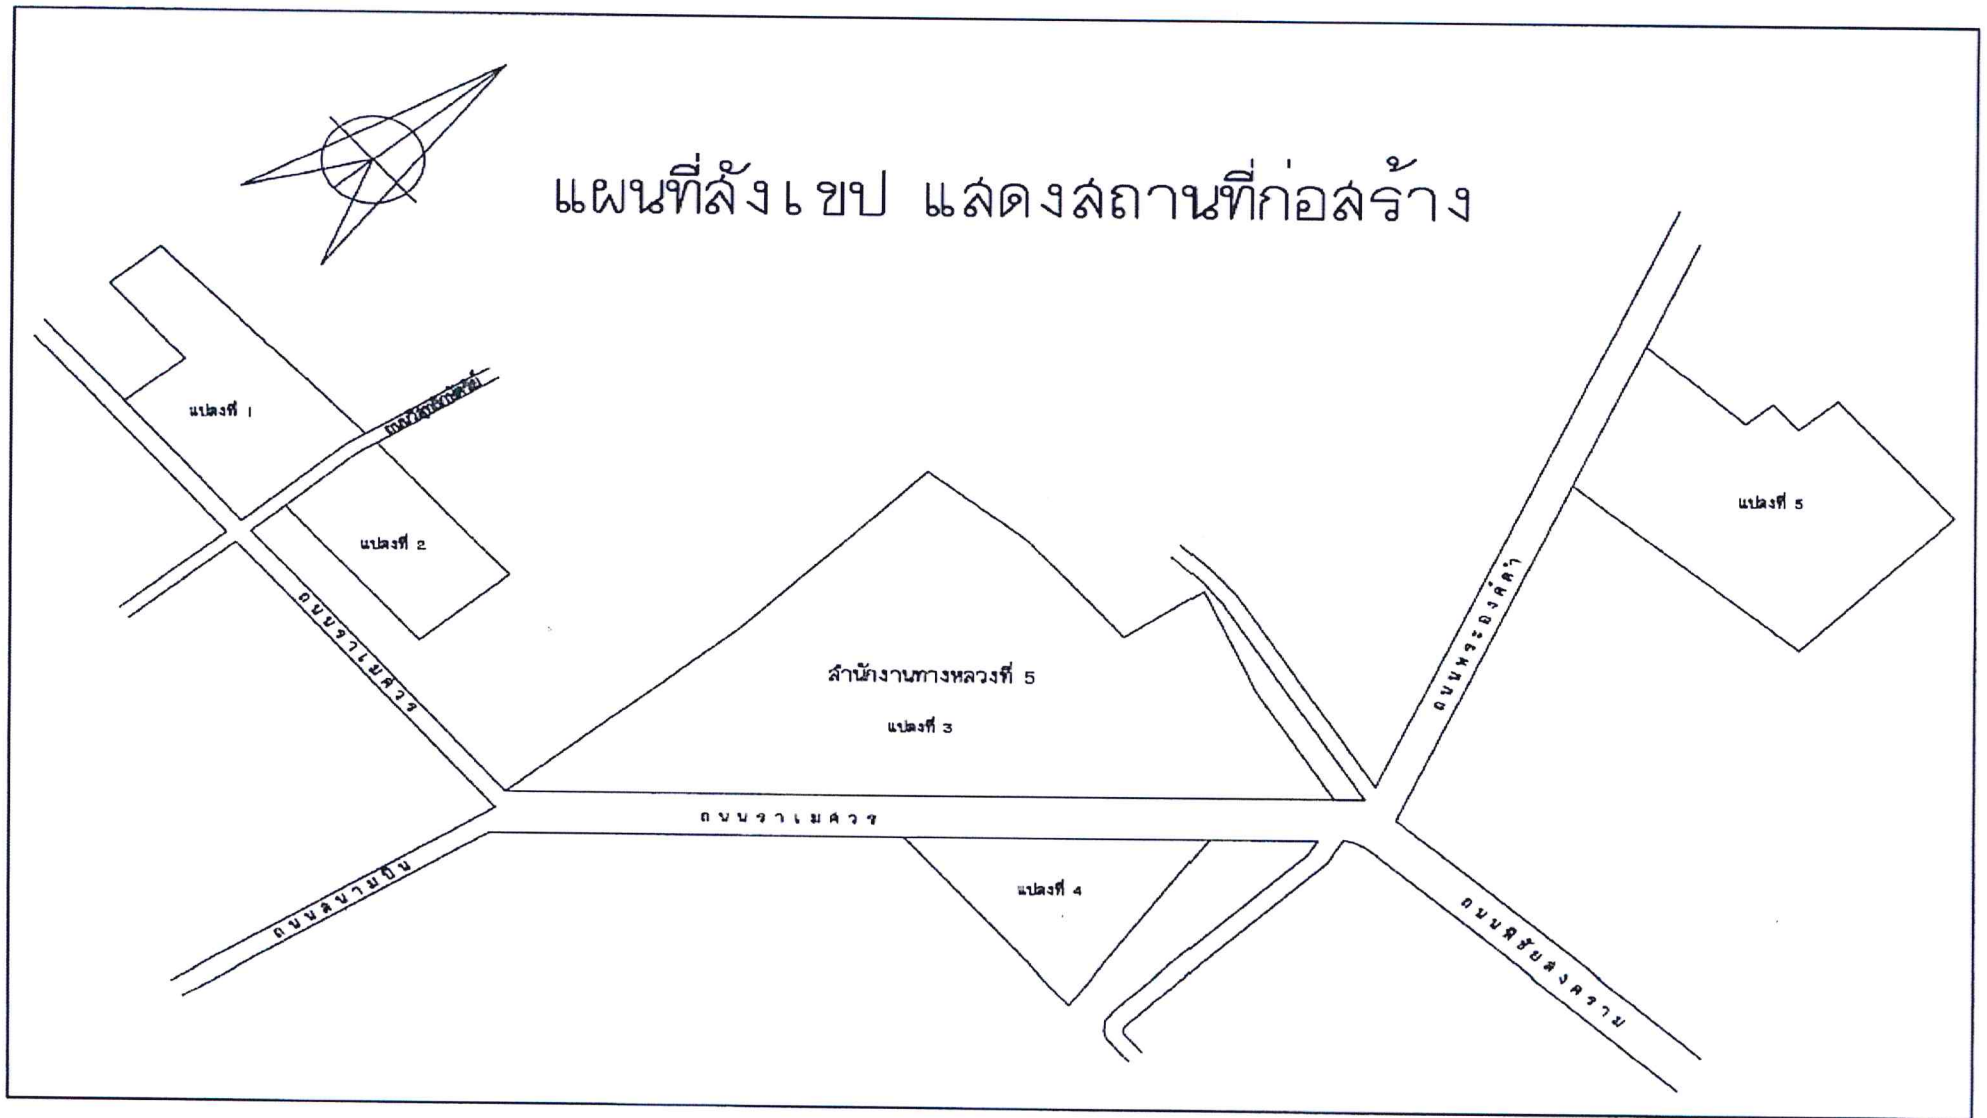 แผนที่สังเขป แสดงสถานที่ก่อสร้าง
แปลงที่ 1
แปลงที่ 2
ถนนราเมศวร
สำนักงานทางหลวงที่ 5
แปลงที่ 3
ถนนราเมศวร
ถนนสนามบิน
แปลงที่ 4
ถนนพระองค์ดำ
แปลงที่ 5
ถนนพิชัยสงคราม